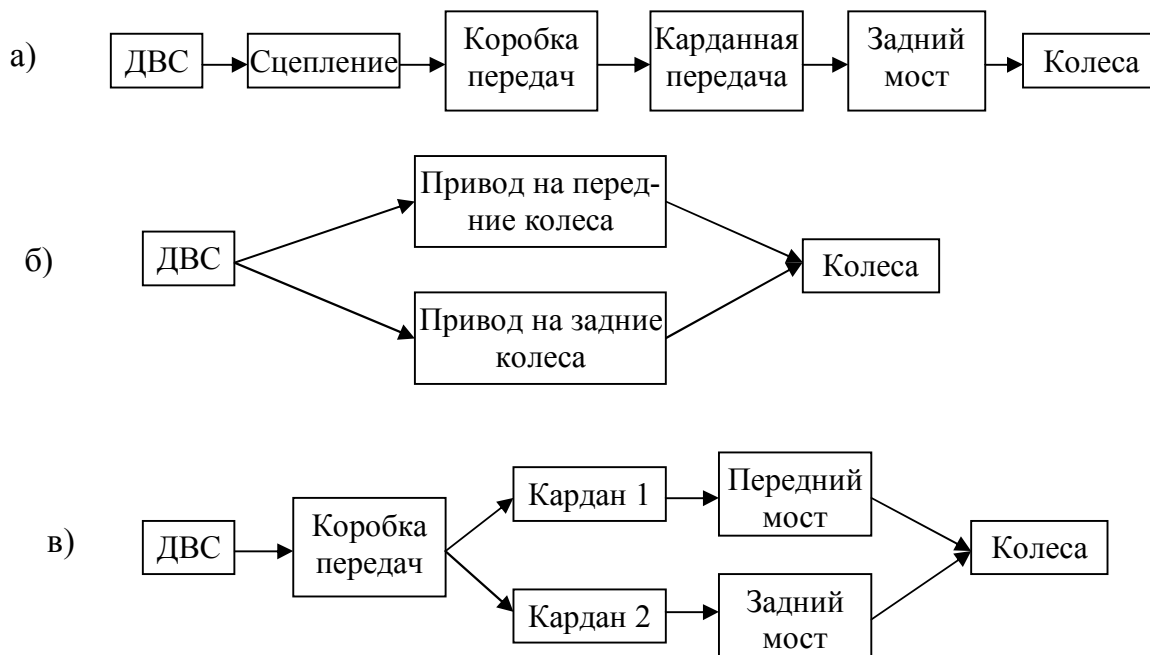 а)
ДВС
Сцепление
Коробка
передач
Карданная
передача
Задний
мост
Колеса
б)
ДВС
Привод на перед-
ние колеса
Привод на задние
колеса
Колеса
в)
ДВС
Коробка
передач
Кардан 1
Передний
мост
Кардан 2
Задний
мост
Колеса